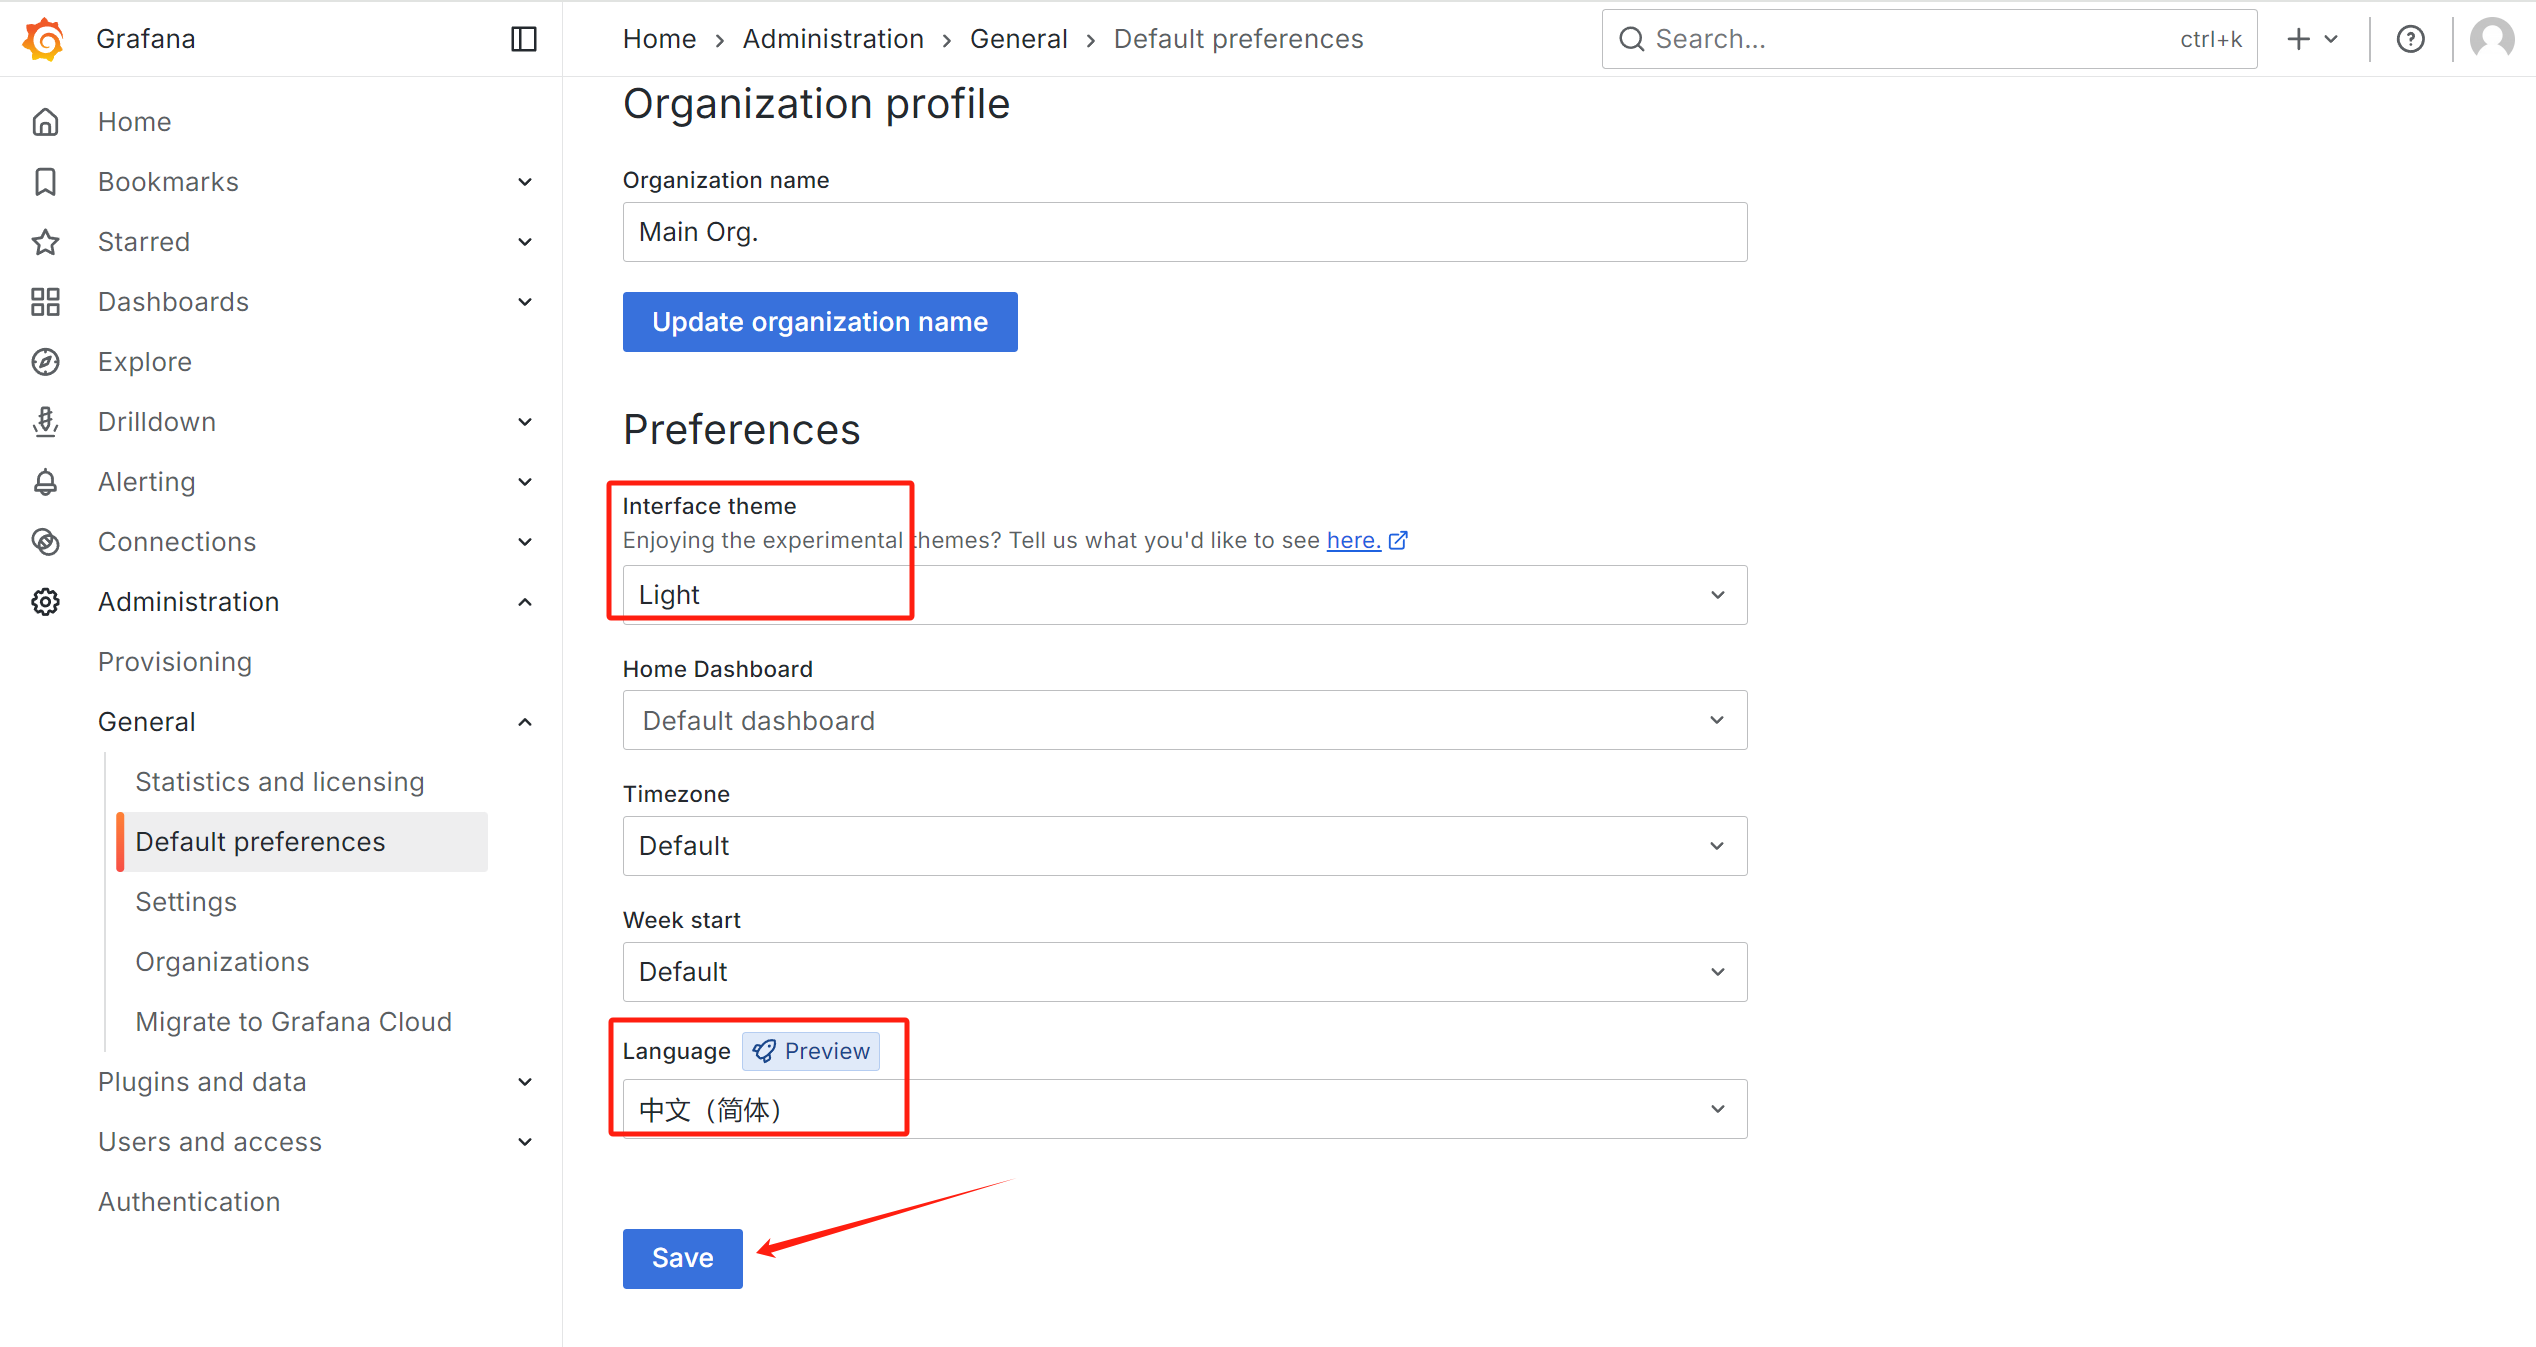 Grafana
Home
Administration
General
Default preferences
Search...
ctrl+k
Home
Bookmarks
Starred
Dashboards
Explore
Drilldown
Alerting
Connections
Administration
Provisioning
General
Statistics and licensing
Default preferences
Settings
Organizations
Migrate to Grafana Cloud
Plugins and data
Users and access
Authentication
Organization profile
Organization name
Main Org.
Update organization name
Preferences
Interface theme
Enjoying the experimental themes? Tell us what you'd like to see here.
Light
Home Dashboard
Default dashboard
Timezone
Default
Week start
Default
Language Preview
中文（简体）
Save